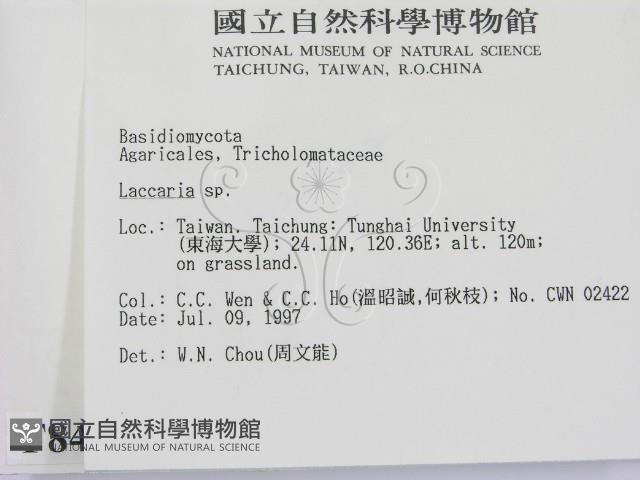 國立自然科學博物館
NATIONAL MUSEUM OF NATURAL SCIENCE
TAICHUNG, TAIWAN, R.O.CHINA
Basidiomycota
Agaricales, Tricholomataceae
Laccaria sp.
Loc.: Taiwan. Taichung: Tunghai University
(東海大學); 24.11N, 120.36E; alt. 120m;
on grassland.
Col.: C.C. Wen & C.C. Ho(溫昭誠,何秋枝); No. CWN 02422
Date: Jul. 09, 1997
Det.: W.N. Chou(周文能)
84
國立自然科學博物館
NATIONAL MUSEUM OF NATURAL SCIENCE